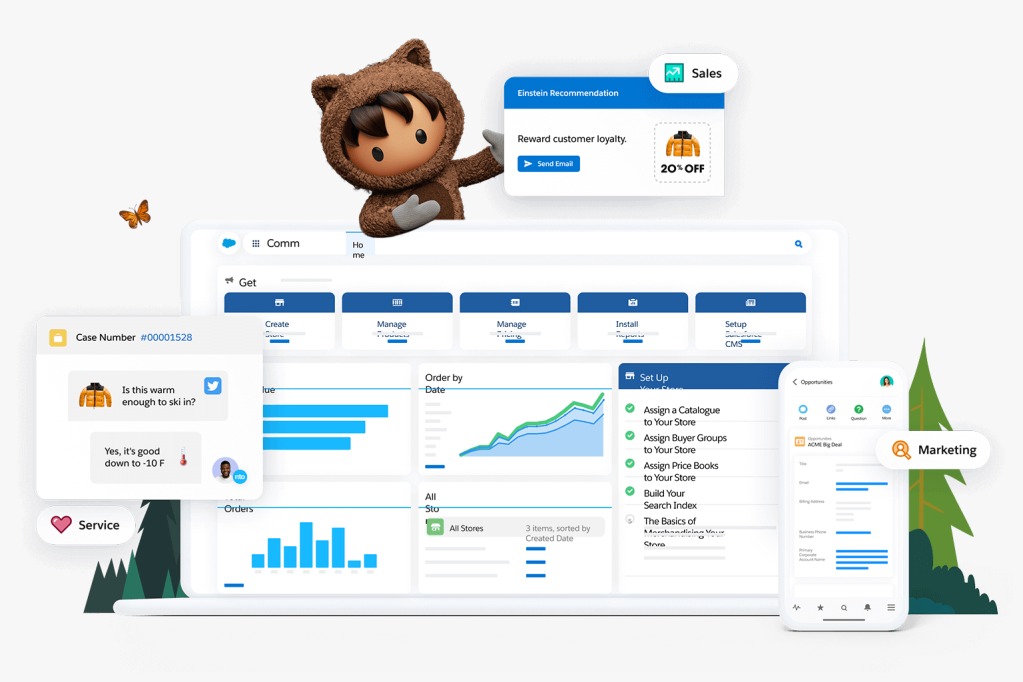 Sales
Einstein Recommendation
Reward customer loyalty.
Send Email
20% OFF
Comm
Ho
me
Get
Create
Store
Manage
Products
Manage
Pricing
Install
Reports
Setup
Salesforce
CMS
Case Number #00001528
Is this warm
enough to ski in?
Yes, it's good
down to -10 F
nto
Service
Order by
Date
Orders
All
Sto
All Stores
3 items, sorted by
Created Date
Set Up
Your Store
Assign a Catalogue
to Your Store
Assign Buyer Groups
to Your Store
Assign Price Books
to Your Store
Build Your
Search Index
The Basics of
Merchandising Your
Store
Opportunities
Post
Links
Question
More
Opportunities
ACME Big Deal
Title
Email
Billing Address
Business Phone
Number
Primary
Corporate
Account Name
Marketing